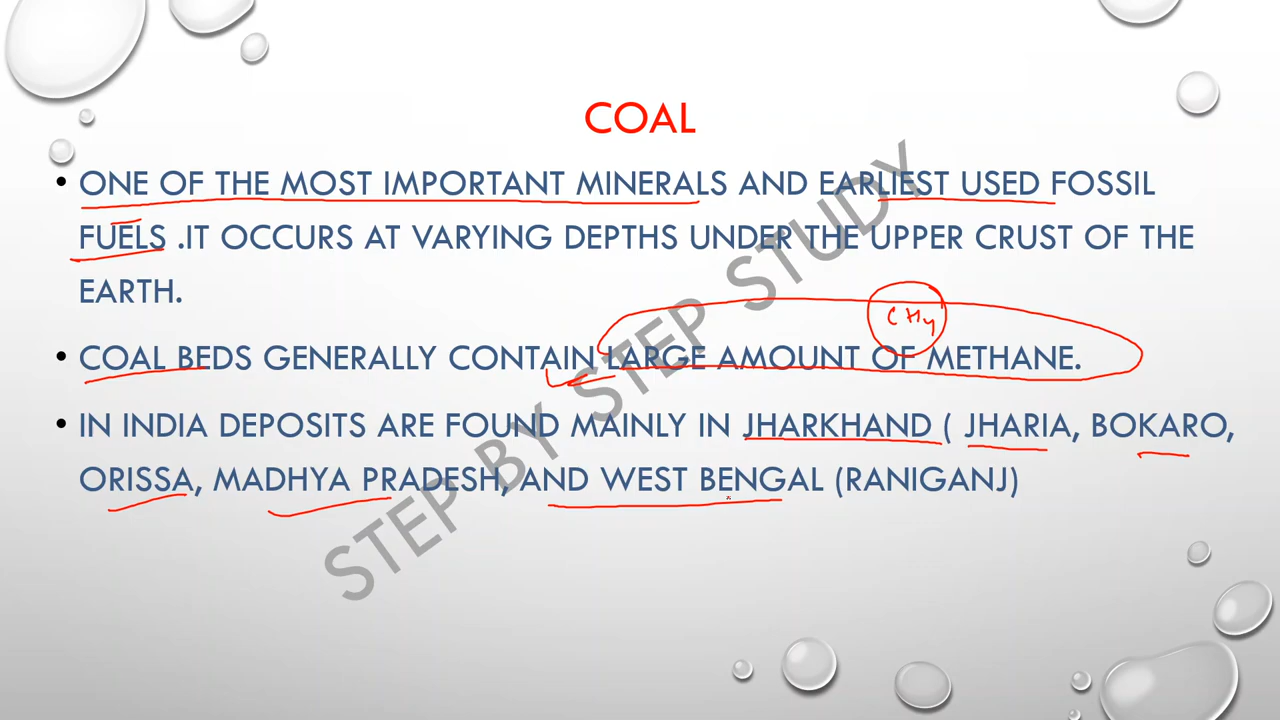 COAL
• ONE OF THE MOST IMPORTANT MINERALS AND EARLIEST USED FOSSIL
FUELS .IT OCCURS AT VARYING DEPTHS UNDER THE UPPER CRUST OF THE
EARTH.
CH4
• COAL BEDS GENERALLY CONTAIN LARGE AMOUNT OF METHANE.
• IN INDIA DEPOSITS ARE FOUND MAINLY IN JHARKHAND ( JHARIA, BOKARO,
ORISSA, MADHYA PRADESH, AND WEST BENGAL (RANIGANJ)
STEP BY STEP STUDY